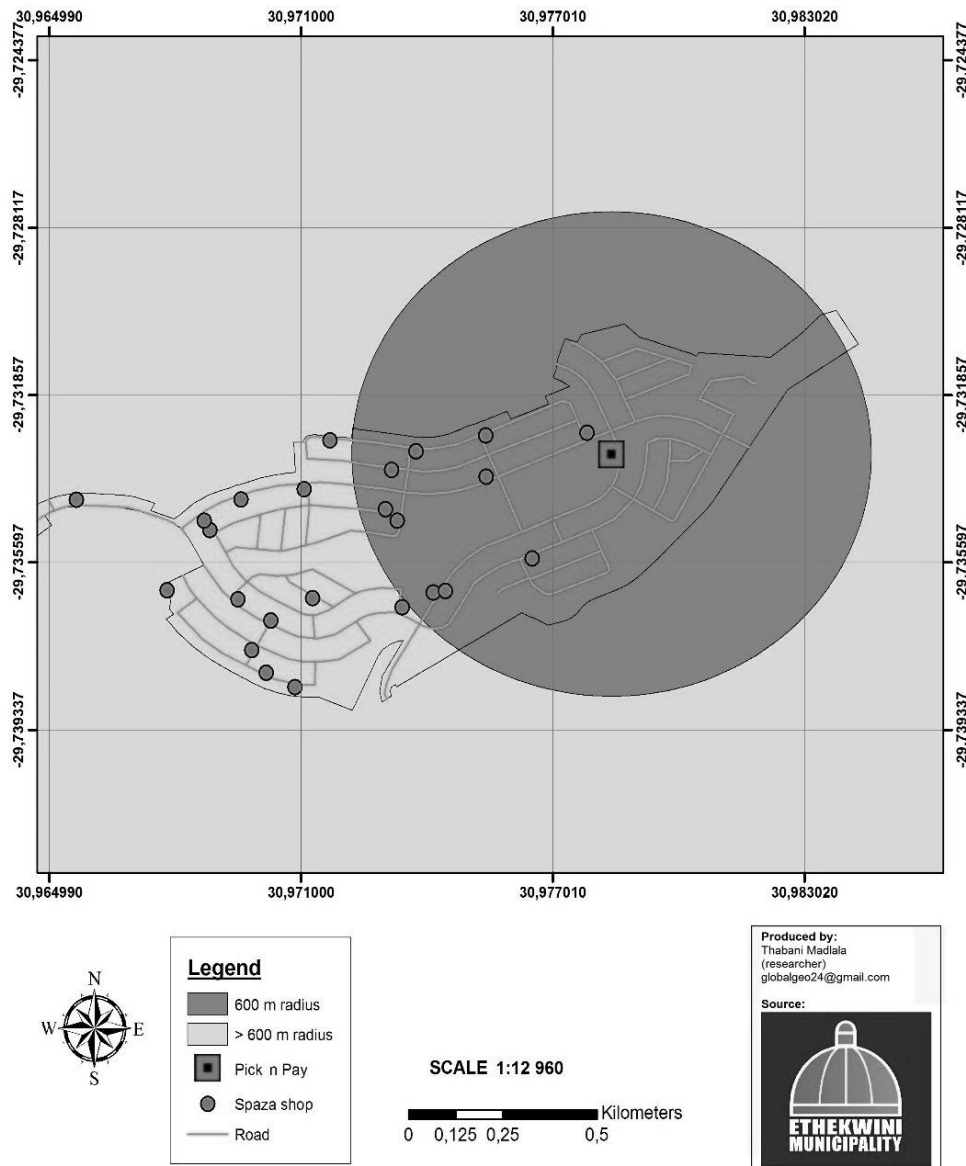 30,964990 30,971000 30,977010 30,983020
-29,724377 -29,724377
-29,728117 -29,728117
-29,731857 -29,731857
-29,735597 -29,735597
-29,739337 -29,739337
30,964990 30,971000 30,977010 30,983020
N
W E
S
Legend
600 m radius
> 600 m radius
Pick n Pay
Spaza shop
Road
SCALE 1:12 960
Kilometers
0 0,125 0,25 0,5
Produced by:
Thabani Madlala
(researcher)
globalgeo24@gmail.com
Source:
ETHEKWINI
MUNICIPALITY